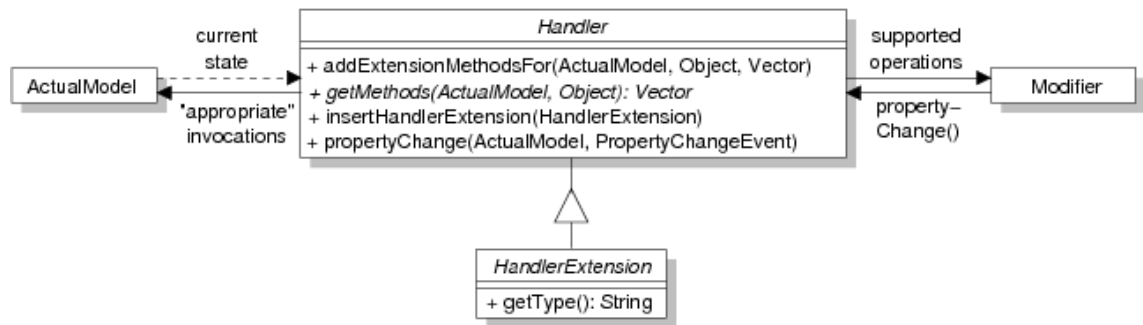 Handler
current
state
+ addExtensionMethodsFor(ActualModel, Object, Vector)
supported
operations
ActualModel
+ getMethods(ActualModel, Object): Vector
Modifier
"appropriate"
invocations
+ insertHandlerExtension(HandlerExtension)
property–
Change()
+ propertyChange(ActualModel, PropertyChangeEvent)
HandlerExtension
+ getType(): String